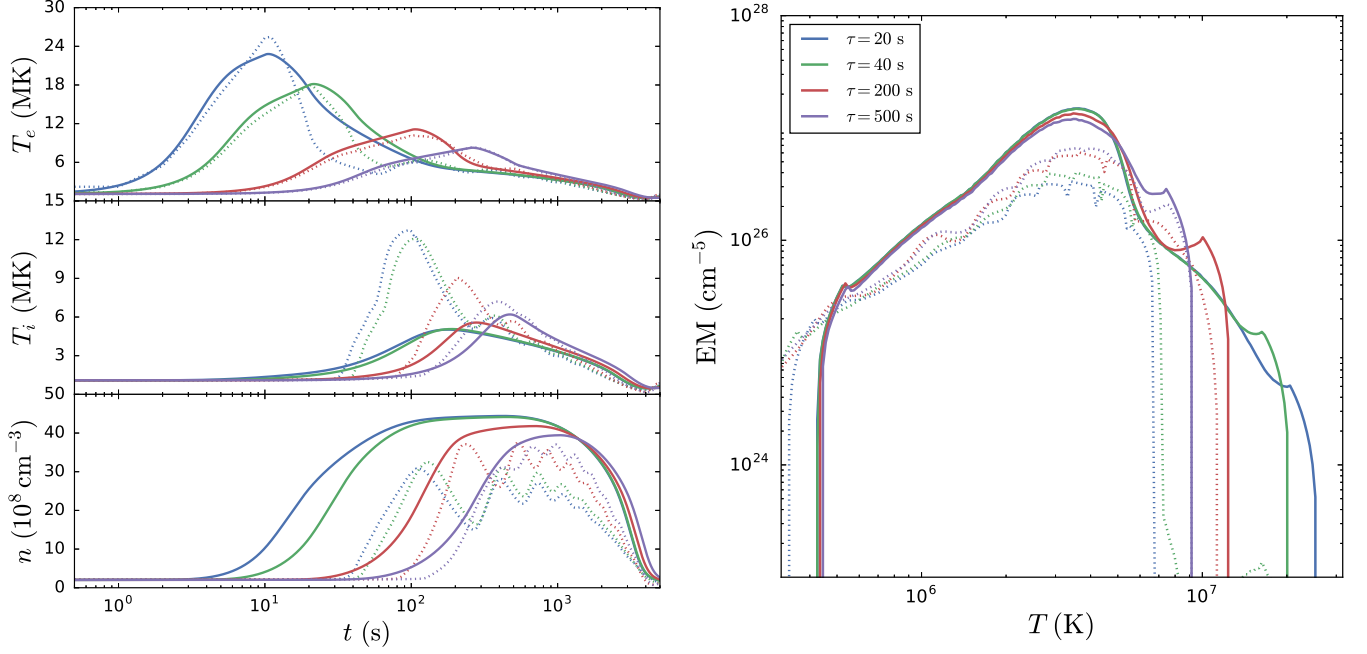 30
24
18
12
6
15
T_e (MK)
12
9
6
3
50
T_i (MK)
40
30
20
10
0
n (10^8 cm^−3)
10^0
10^1
10^2
10^3
t (s)
10^28
10^26
10^24
EM (cm^−5)
τ = 20 s
τ = 40 s
τ = 200 s
τ = 500 s
10^6
10^7
T (K)